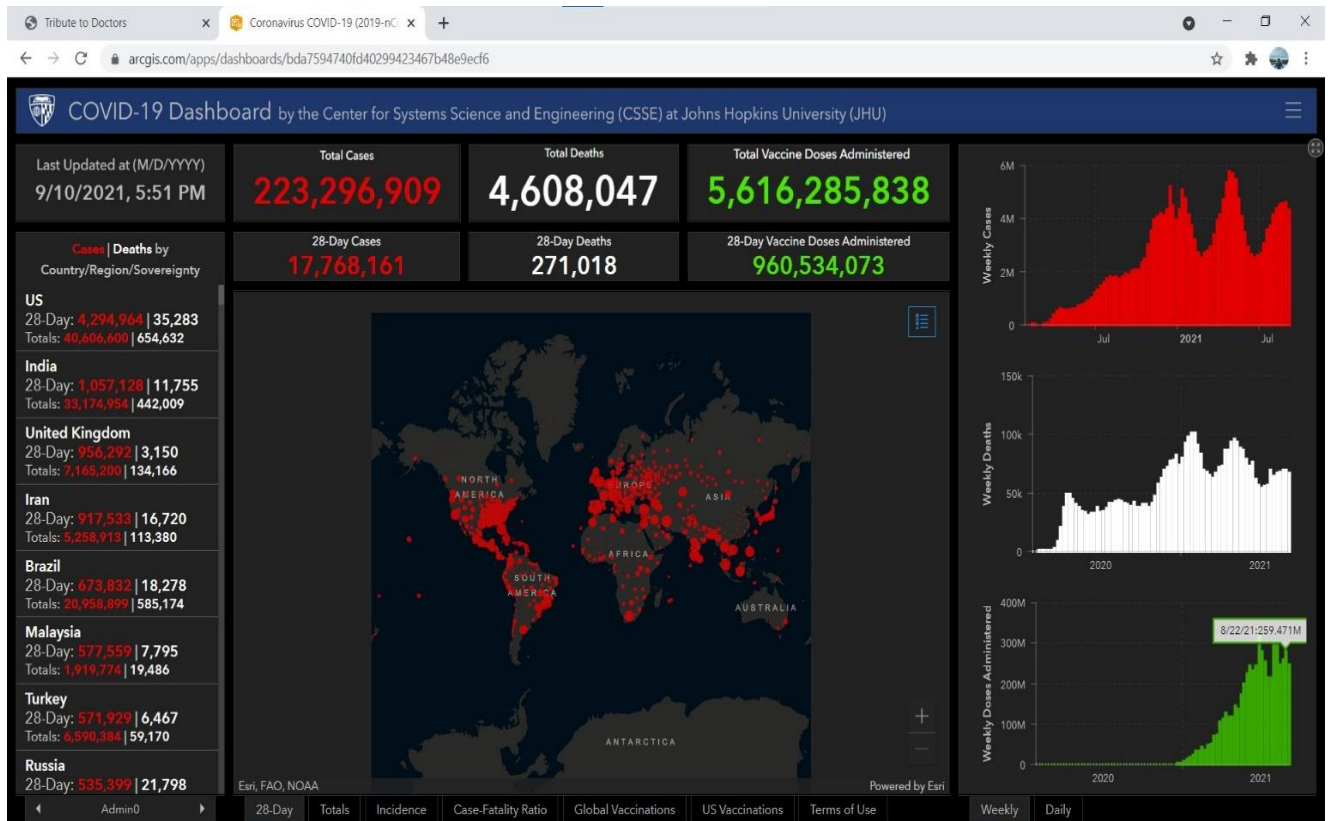 Tribute to Doctors
Coronavirus COVID-19 (2019-nC
arcgis.com/apps/dashboards/bda7594740fd40299423467b48e9ecf6
COVID-19 Dashboard by the Center for Systems Science and Engineering (CSSE) at Johns Hopkins University (JHU)
Last Updated at (M/D/YYYY)
9/10/2021, 5:51 PM
Total Cases
223,296,909
Total Deaths
4,608,047
Total Vaccine Doses Administered
5,616,285,838
28-Day Cases
17,768,161
28-Day Deaths
271,018
28-Day Vaccine Doses Administered
960,534,073
Cases | Deaths by
Country/Region/Sovereignty
US
28-Day: 4,294,964 | 35,283
Totals: 40,606,600 | 654,632
India
28-Day: 1,057,128 | 11,755
Totals: 33,174,954 | 442,009
United Kingdom
28-Day: 956,292 | 3,150
Totals: 7,165,200 | 134,166
Iran
28-Day: 917,533 | 16,720
Totals: 5,258,913 | 113,380
Brazil
28-Day: 673,832 | 18,278
Totals: 20,958,899 | 585,174
Malaysia
28-Day: 577,559 | 7,795
Totals: 1,919,774 | 19,486
Turkey
28-Day: 571,929 | 6,467
Totals: 6,590,384 | 59,170
Russia
28-Day: 535,399 | 21,798
Admin0
NORTH
AMERICA
EUROPE
ASIA
AFRICA
SOUTH
AMERICA
AUSTRALIA
ANTARCTICA
Esri, FAO, NOAA
Powered by Esri
28-Day
Totals
Incidence
Case-Fatality Ratio
Global Vaccinations
US Vaccinations
Terms of Use
Weekly Cases
6M
4M
2M
0
Jul
2021
Jul
Weekly Deaths
150k
100k
50k
0
2020
2021
Weekly Doses Administered
400M
300M
200M
100M
0
8/22/21:259.471M
2020
2021
Weekly
Daily